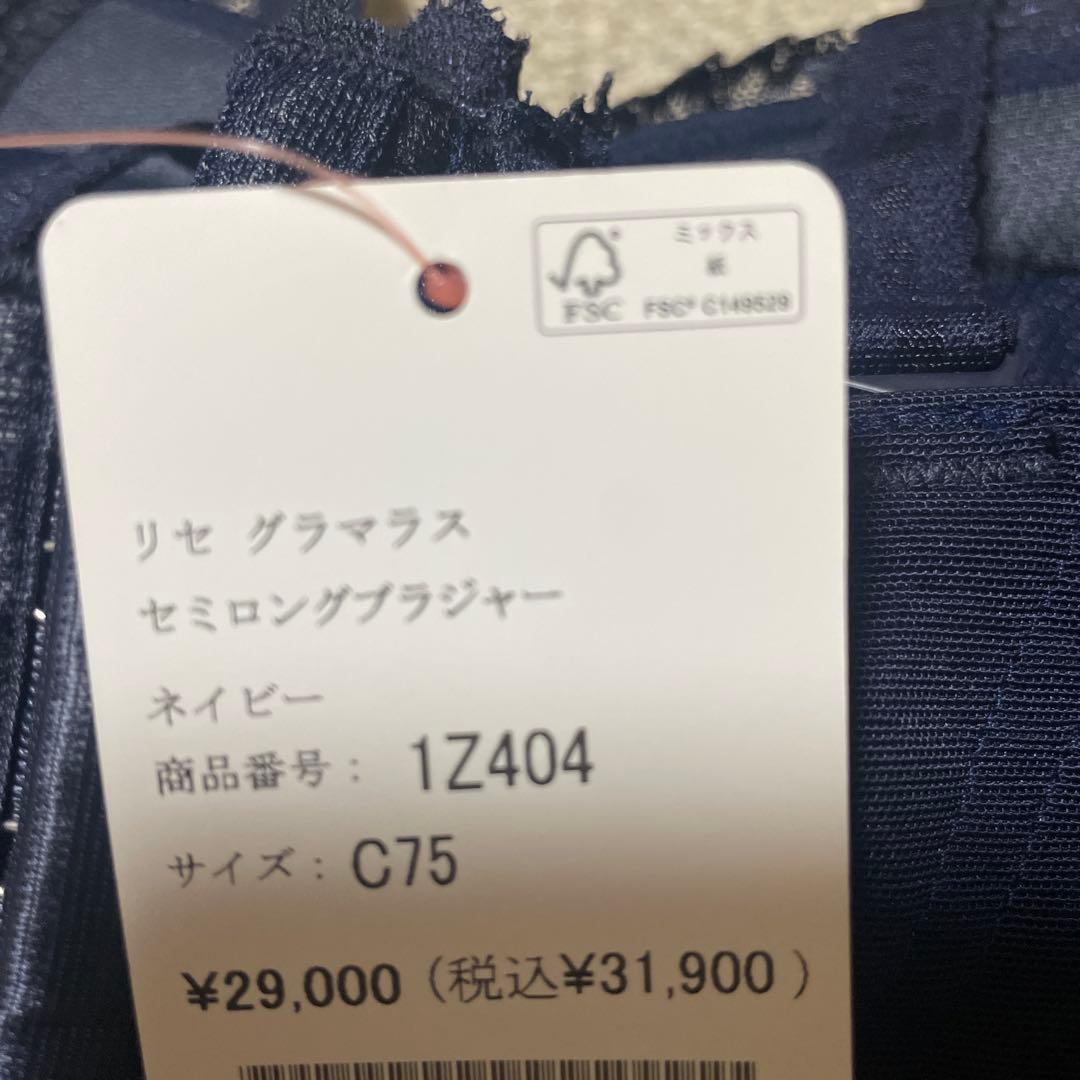 ミックス
紙
FSC
FSC® C149529
リセ グラマラス
セミロングブラジャー
ネイビー
商品番号： 1Z404
サイズ： C75
¥29,000（税込¥31,900）